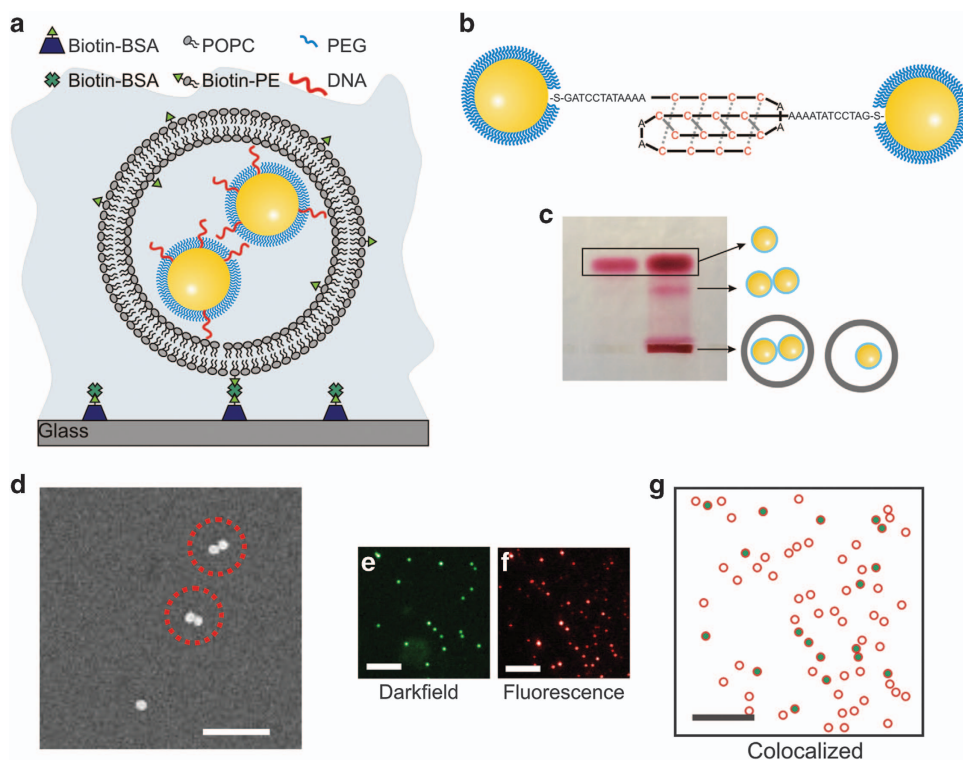 a
Biotin-BSA
POPC
PEG
Biotin-BSA
Biotin-PE
DNA
Glass
b
-S-GATCCTATAAAA
C C C C
A
A
AAAATATCCTAG-S-
C C C C
A
A
C C C C
C C C C
c
d
e
Darkfield
f
Fluorescence
g
Colocalized